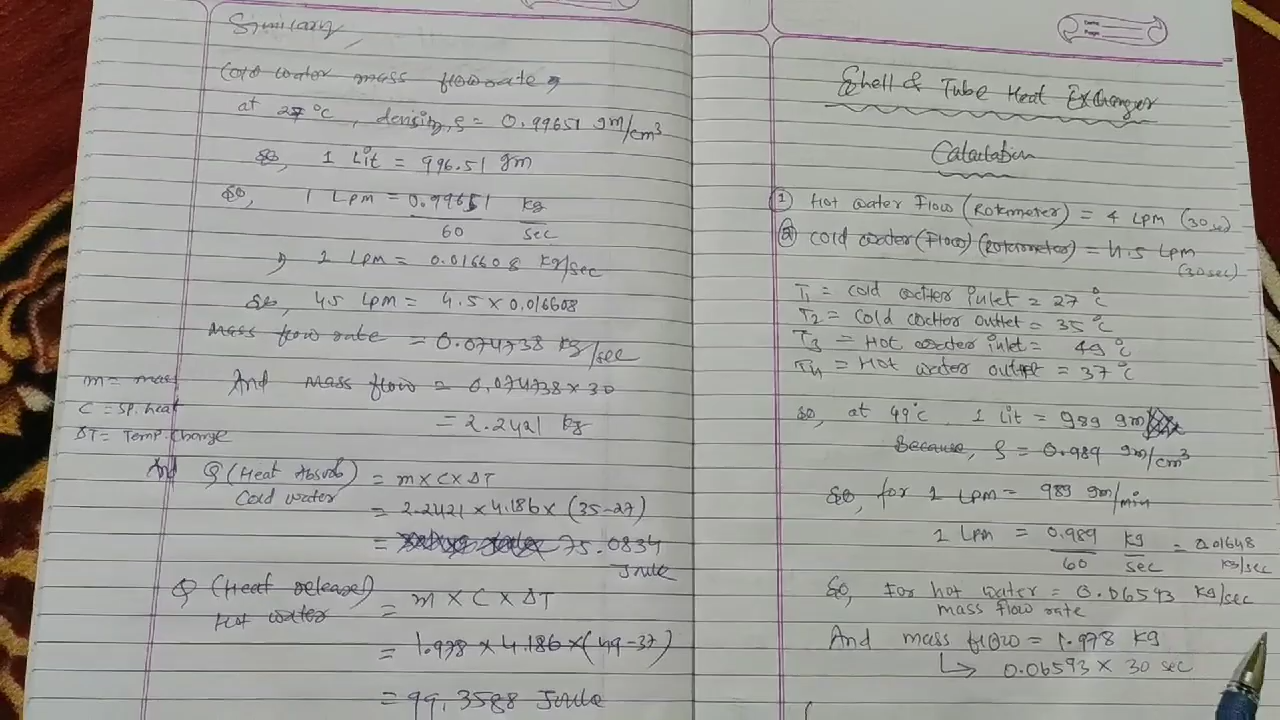 Similarly,
Cold water mass flow rate,
at 27 °C, density, ρ = 0.99651 gm/cm³
So, 1 Lit = 996.51 gm
So, 1 Lpm = 0.99651 kg
60 sec
1 Lpm = 0.016608 kg/sec
So, 4.5 Lpm = 4.5 × 0.016608
Mass flow rate = 0.074738 kg/sec
m = mass
And mass flow = 0.074738 × 30
C = sp. heat
= 2.2421 kg
ΔT = Temp. change
And Q (Heat Absorb) = m × C × ΔT
Cold water
= 2.2421 × 4.186 × (35-27)
= 75.0834
Joule
Q (Heat release) = m × C × ΔT
Hot water
= 1.978 × 4.186 × (49-37)
= 99.3588 Joule
Shell & Tube Heat Exchanger
Calculation
① Hot water Flow (Rotameter) = 4 Lpm
② Cold water (Flow) (Rotameter) = 4.5 Lpm
(30 sec)
T1 = Cold water inlet = 27 °C
T2 = Cold water outlet = 35 °C
T3 = Hot water inlet = 49 °C
T4 = Hot water outlet = 37 °C
So, at 49°C 1 Lit = 989 gm
Because, ρ = 0.989 gm/cm³
So, for 1 Lpm = 989 gm/min
1 Lpm = 0.989 kg = 0.01648
60 sec kg/sec
So, For hot water = 0.06593 kg/sec
mass flow rate
And mass flow = 1.978 kg
↳ 0.06593 × 30 sec